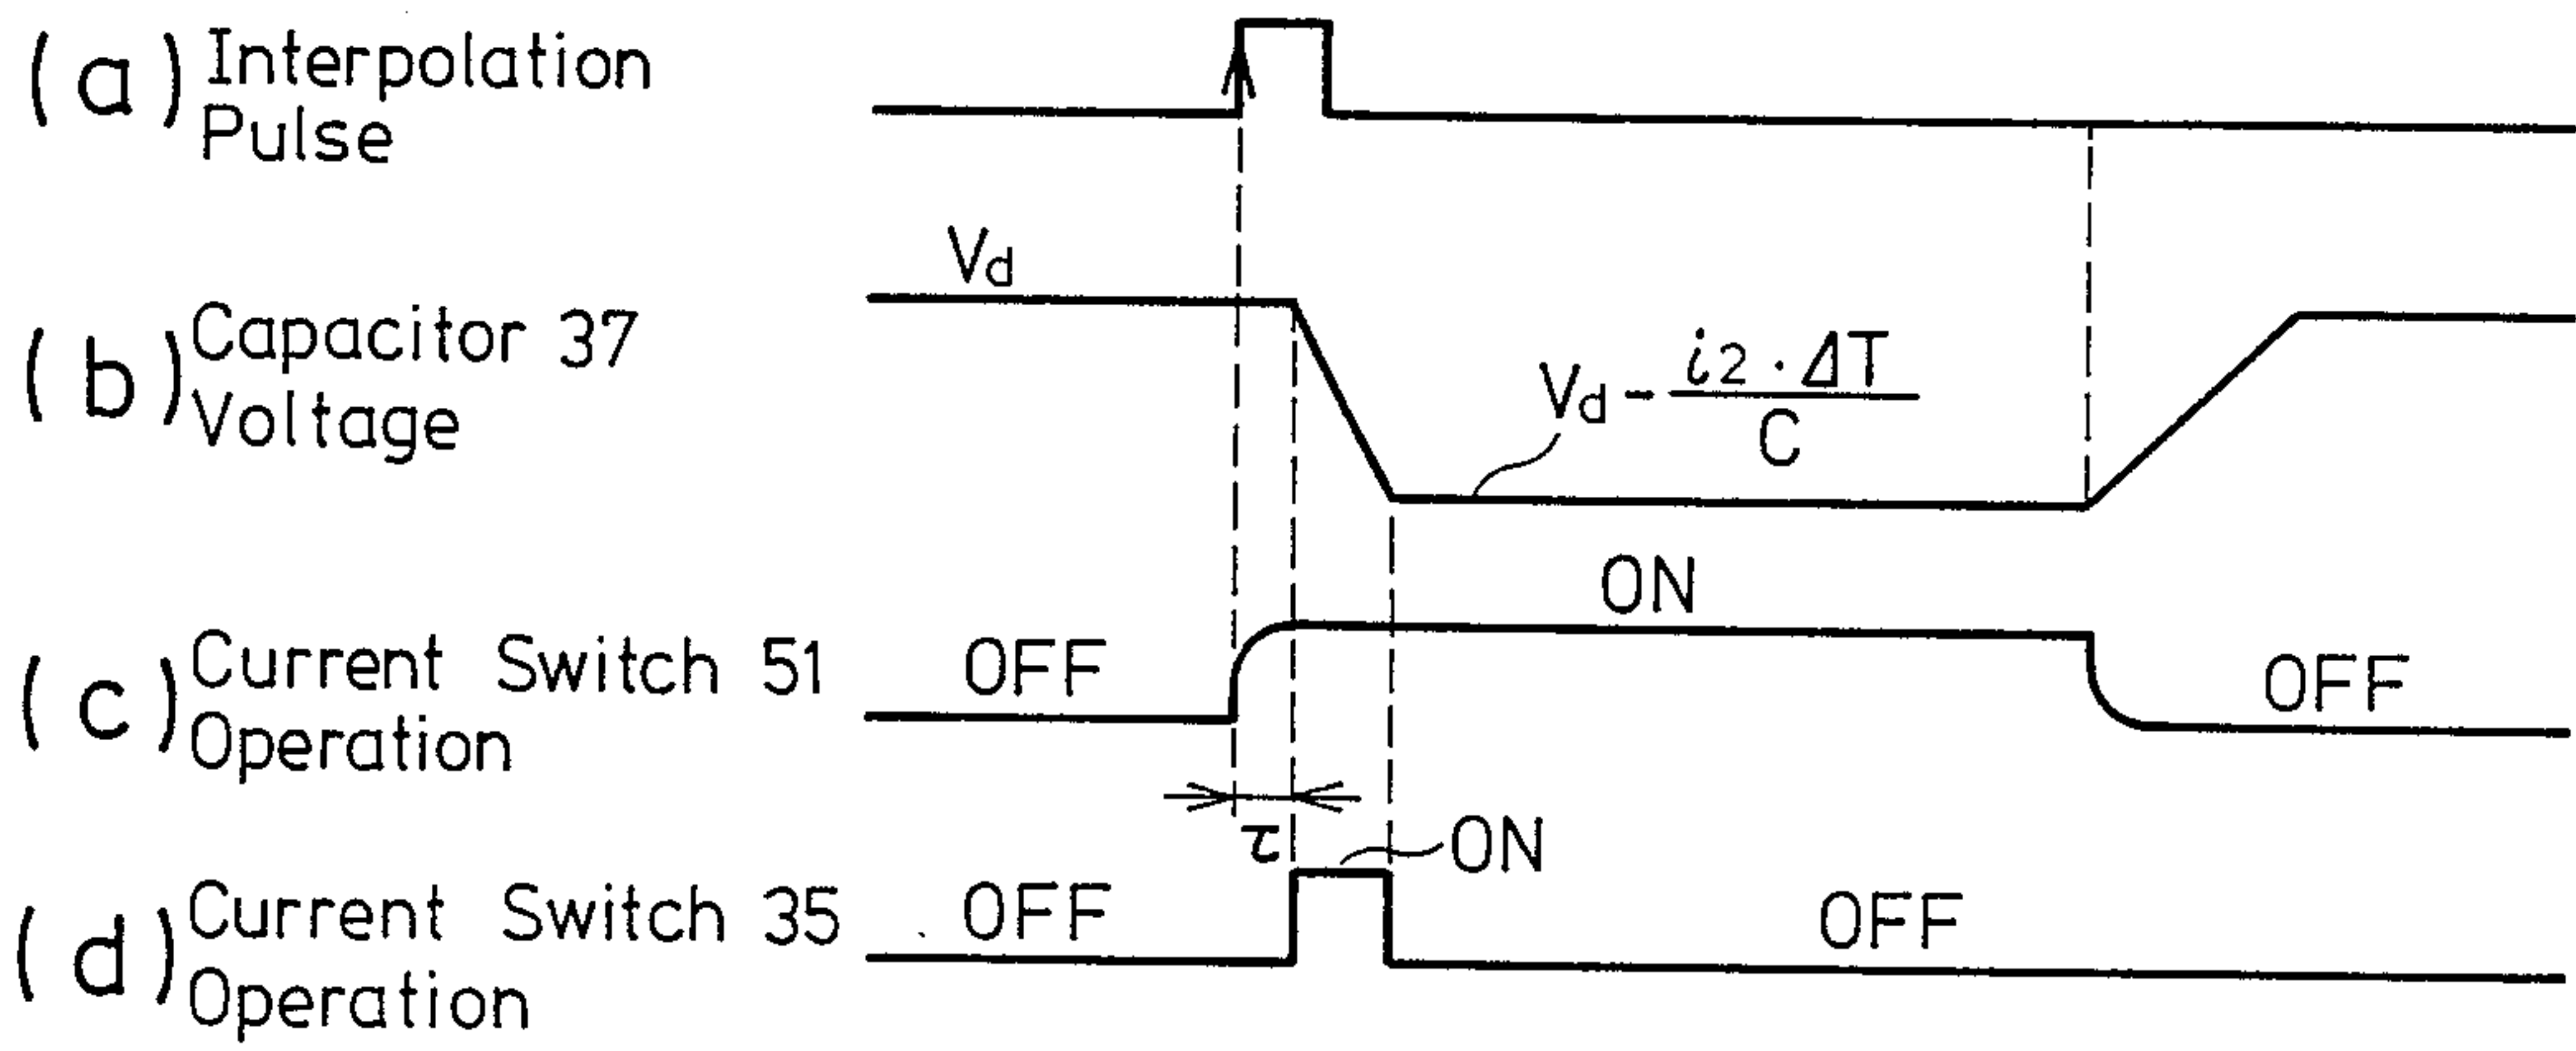 (a) Interpolation
Pulse
Vd
(b) Capacitor 37
Voltage
Vd - i2·ΔT
C
ON
(c) Current Switch 51
Operation
OFF
OFF
τ
ON
(d) Current Switch 35
Operation
OFF
OFF